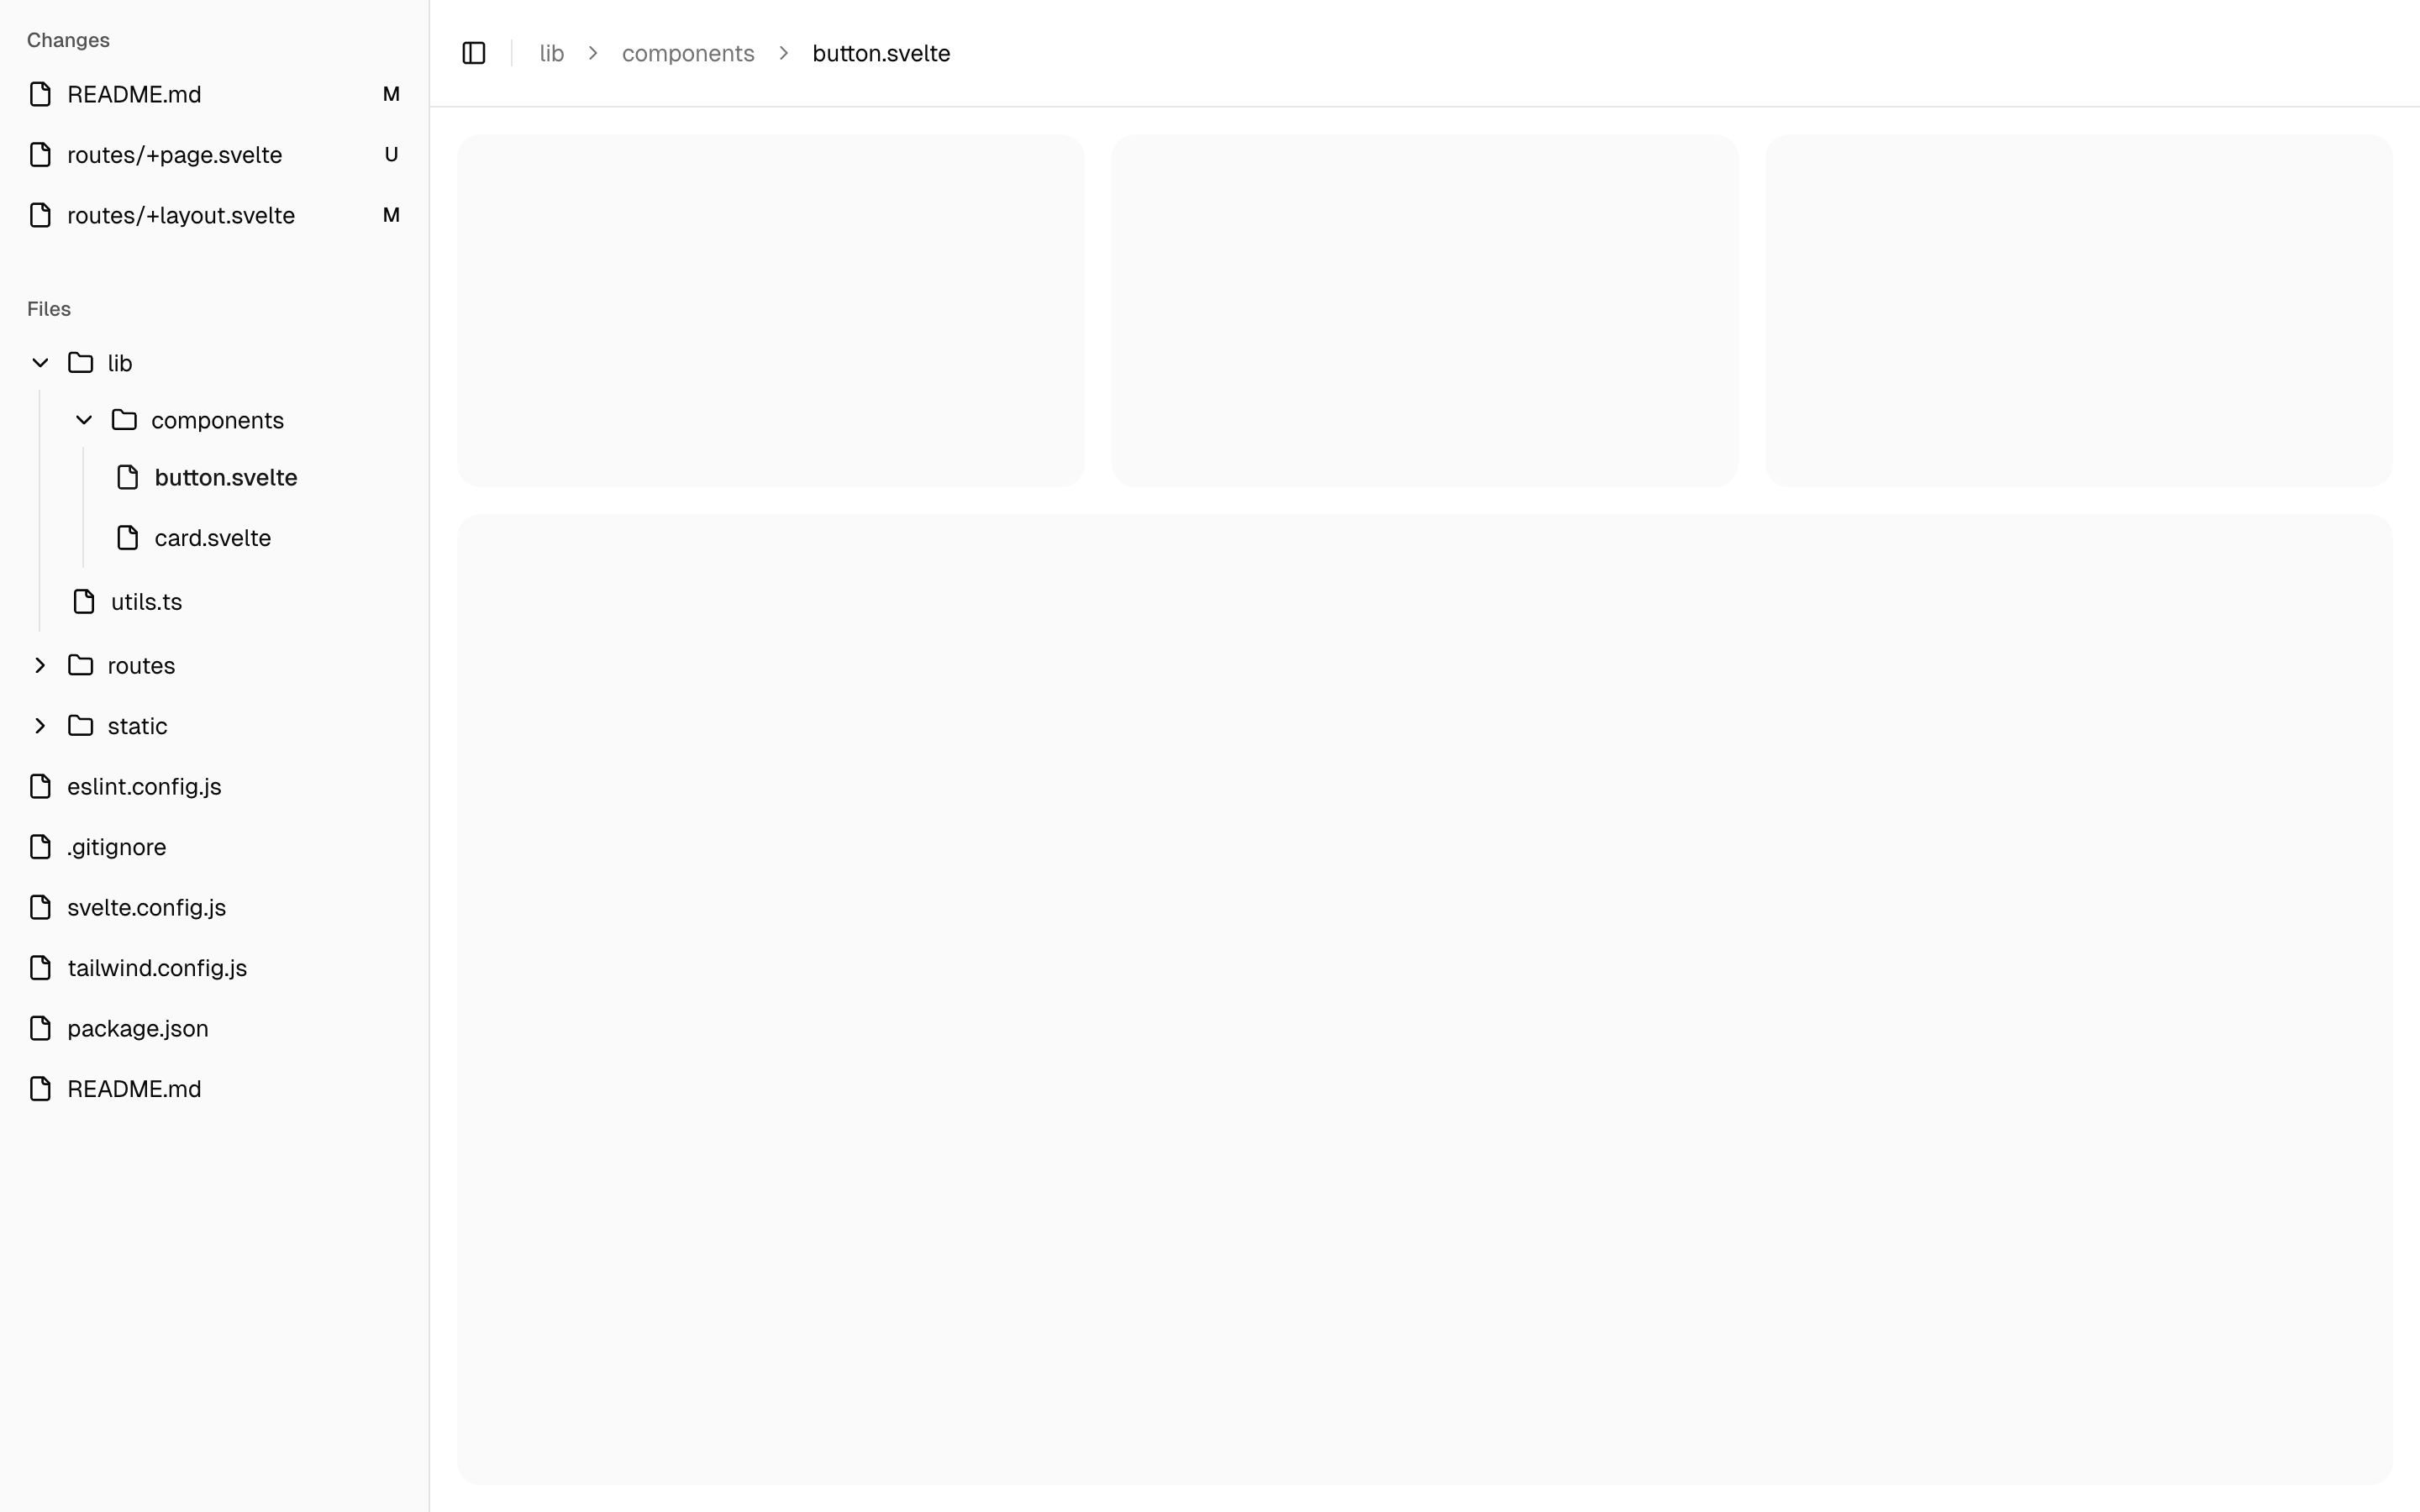 Changes
README.md M
routes/+page.svelte U
routes/+layout.svelte M
Files
lib
components
button.svelte
card.svelte
utils.ts
routes
static
eslint.config.js
.gitignore
svelte.config.js
tailwind.config.js
package.json
README.md
lib components button.svelte